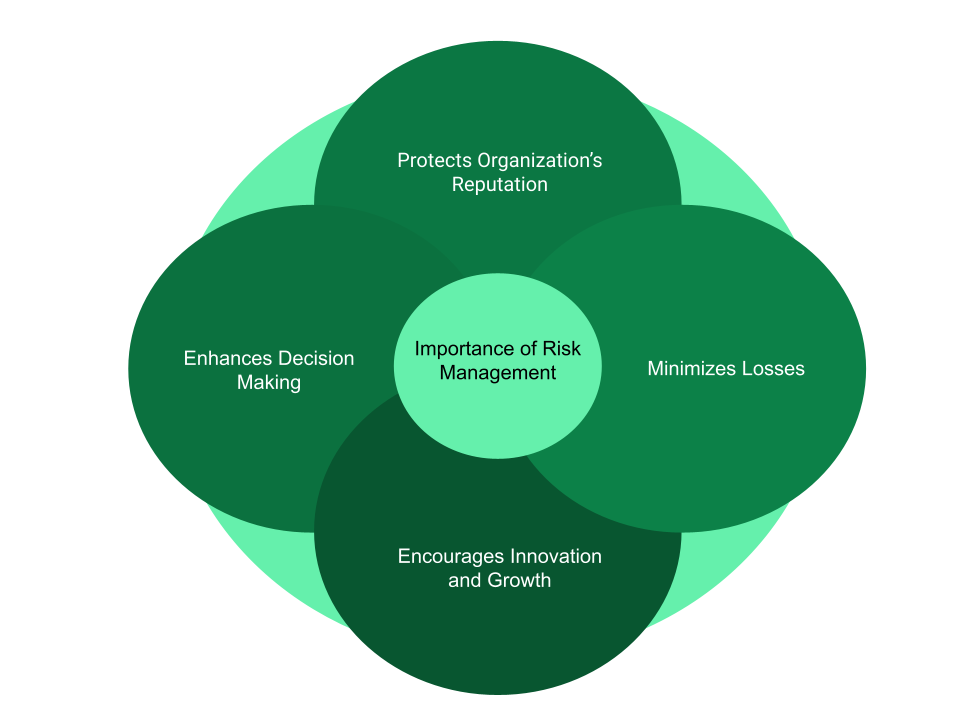 Protects Organization’s
Reputation
Enhances Decision
Making
Importance of Risk
Management
Minimizes Losses
Encourages Innovation
and Growth